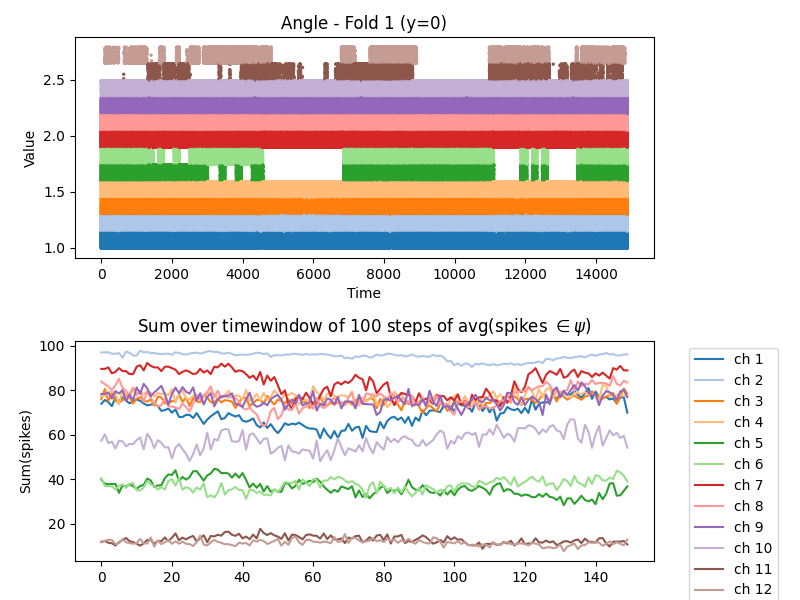 Angle - Fold 1 (y=0)
Value
2.5
2.0
1.5
1.0
0 2000 4000 6000 8000 10000 12000 14000
Time
Sum over timewindow of 100 steps of avg(spikes ∈ ψ)
Sum(spikes)
100
80
60
40
20
0 20 40 60 80 100 120 140
ch 1
ch 2
ch 3
ch 4
ch 5
ch 6
ch 7
ch 8
ch 9
ch 10
ch 11
ch 12